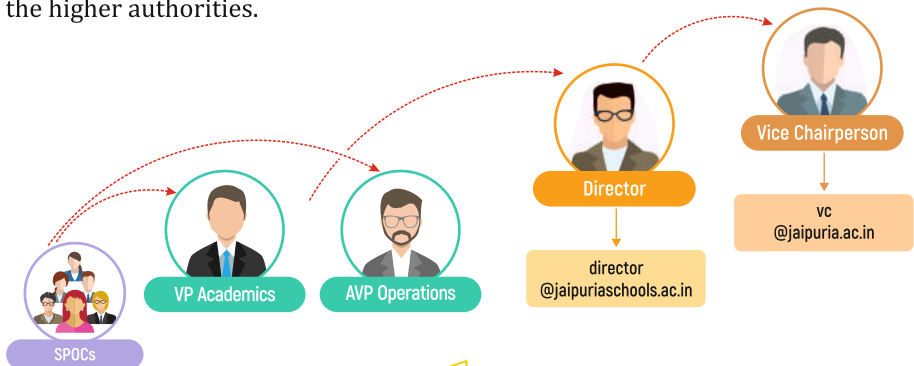 the higher authorities.
Vice Chairperson
Director
vc
@jaipuria.ac.in
director
@jaipuriaschools.ac.in
VP Academics
AVP Operations
SPOCs